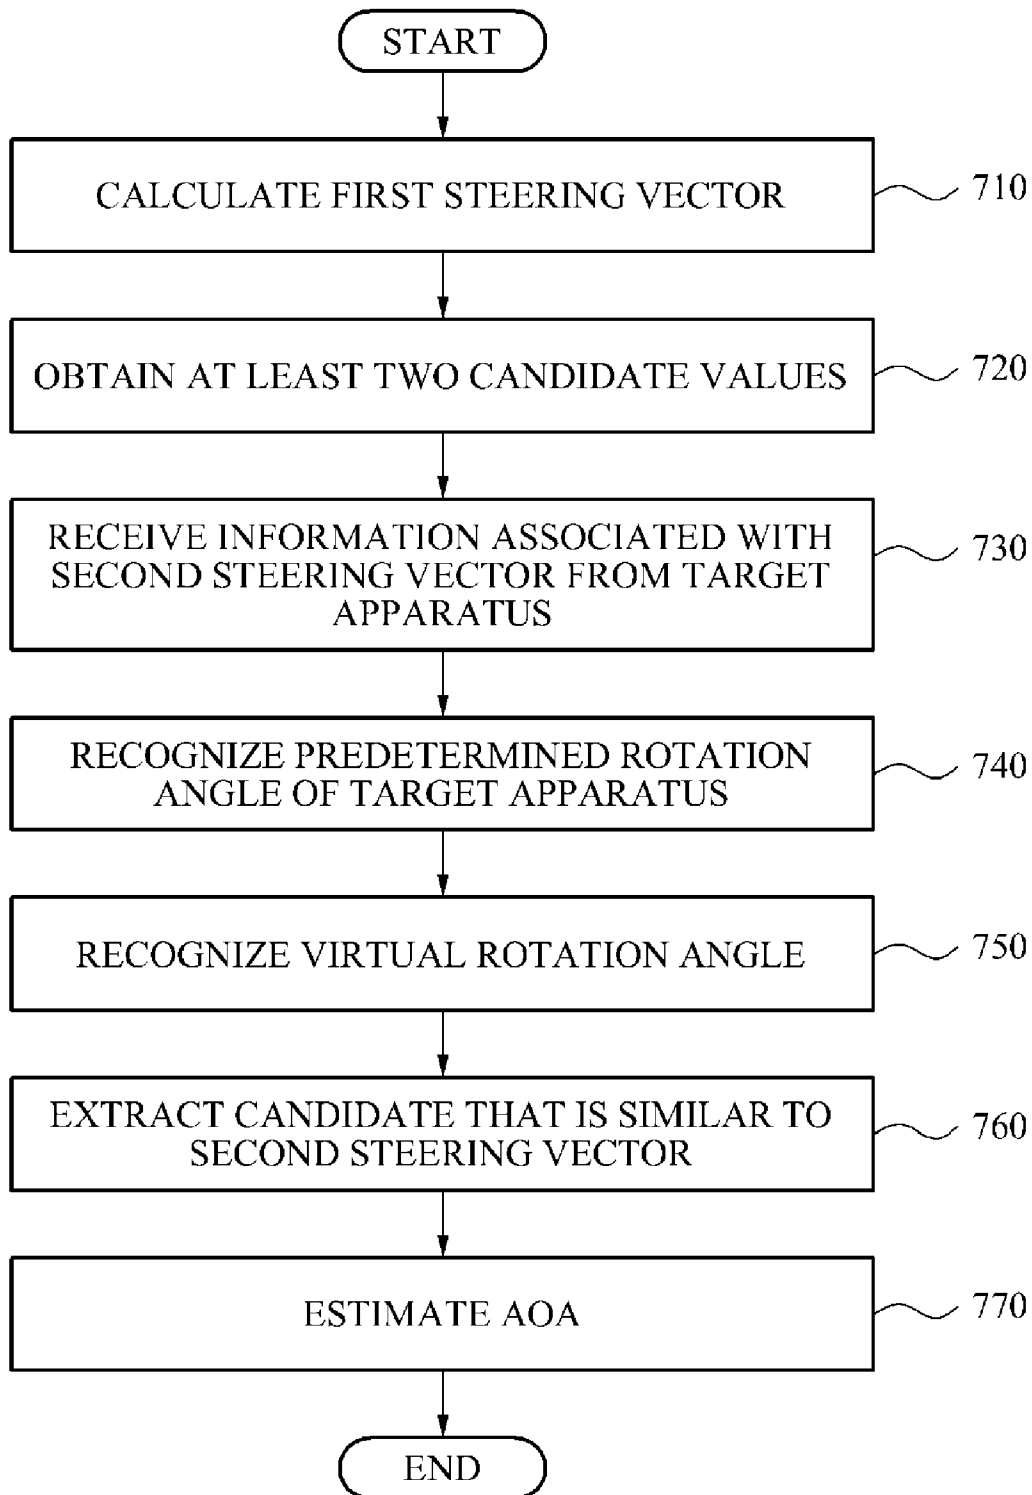 START
CALCULATE FIRST STEERING VECTOR
710
OBTAIN AT LEAST TWO CANDIDATE VALUES
720
RECEIVE INFORMATION ASSOCIATED WITH
SECOND STEERING VECTOR FROM TARGET
APPARATUS
730
RECOGNIZE PREDETERMINED ROTATION
ANGLE OF TARGET APPARATUS
740
RECOGNIZE VIRTUAL ROTATION ANGLE
750
EXTRACT CANDIDATE THAT IS SIMILAR TO
SECOND STEERING VECTOR
760
ESTIMATE AOA
770
END